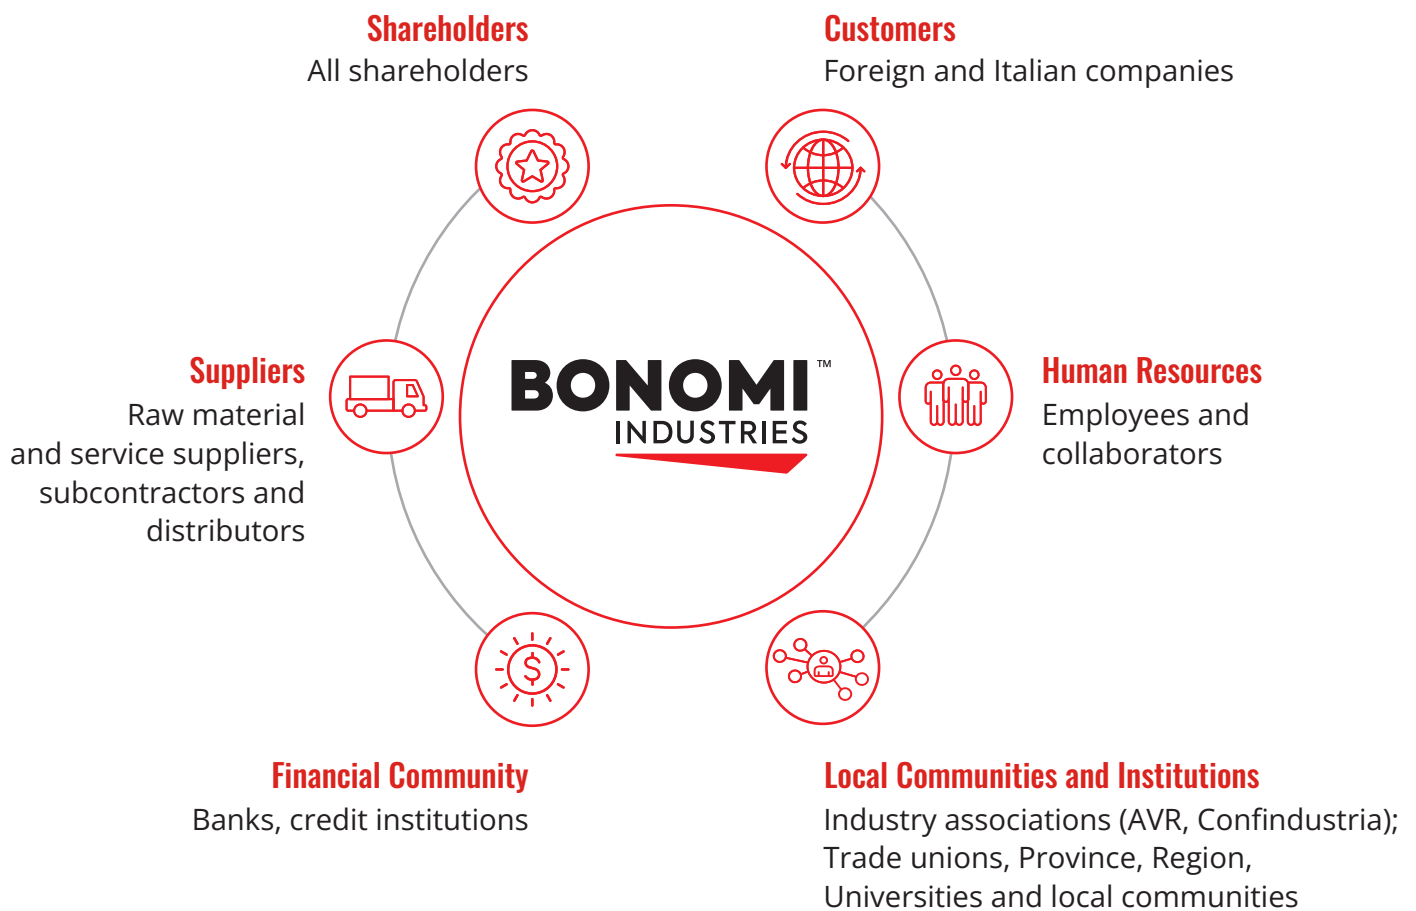 Shareholders
All shareholders
Customers
Foreign and Italian companies
Suppliers
Raw material
and service suppliers,
subcontractors and
distributors
BONOMI™
INDUSTRIES
Human Resources
Employees and
collaborators
$
Financial Community
Banks, credit institutions
Local Communities and Institutions
Industry associations (AVR, Confindustria);
Trade unions, Province, Region,
Universities and local communities